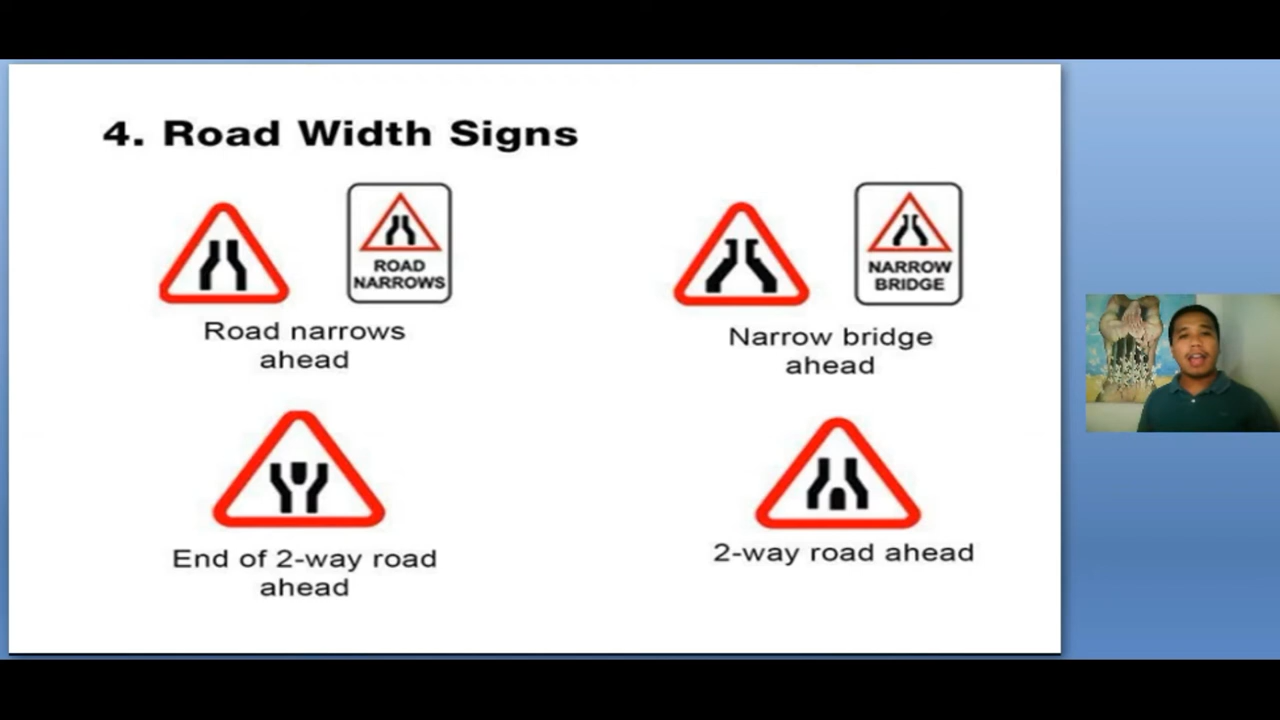 4. Road Width Signs
ROAD
NARROWS
NARROW
BRIDGE
Road narrows
ahead
Narrow bridge
ahead
End of 2-way road
ahead
2-way road ahead